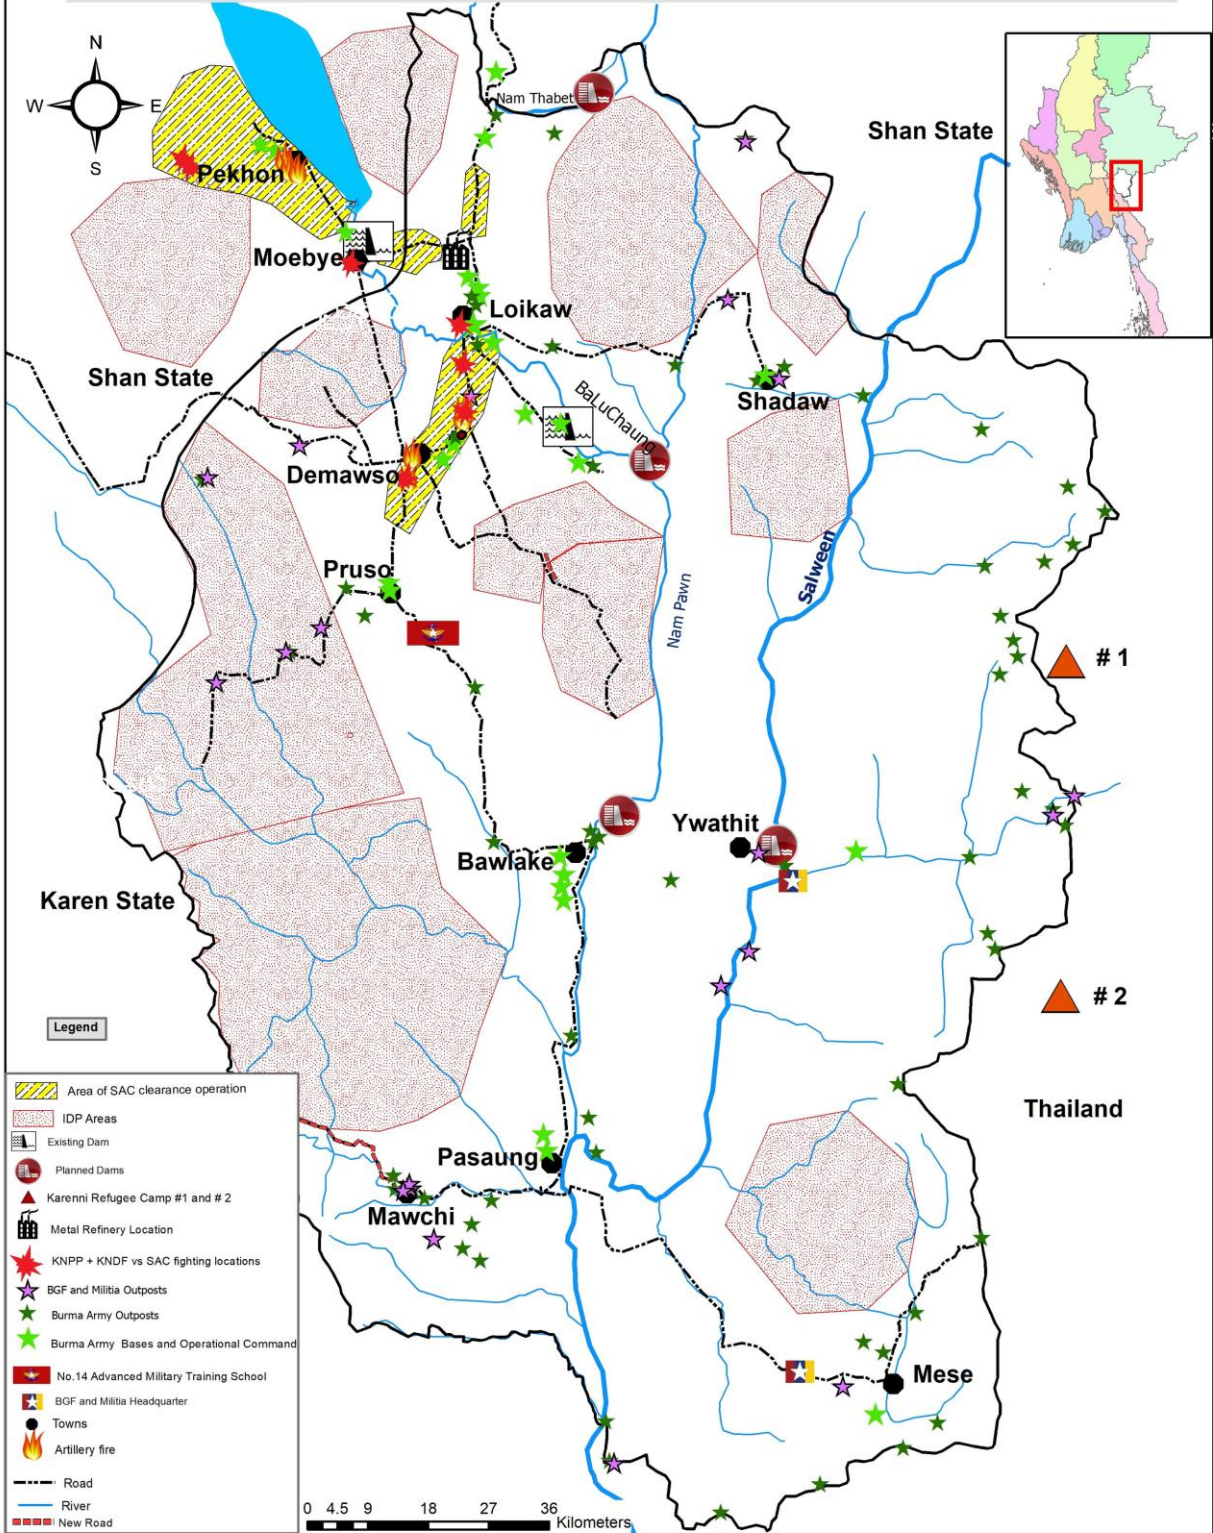 N
W
E
S
Nam Thabet
Shan State
Pekhon
Moebye
Loikaw
Shan State
BaLuChaung
Shadaw
Demawso
Salween
Pruso
Nam Pawn
# 1
Ywathit
Bawlake
Karen State
# 2
Thailand
Pasaung
Mawchi
Mese
Legend
Area of SAC clearance operation
IDP Areas
Existing Dam
Planned Dams
Karenni Refugee Camp #1 and # 2
Metal Refinery Location
KNPP + KNDF vs SAC fighting locations
BGF and Militia Outposts
Burma Army Outposts
Burma Army Bases and Operational Command
No.14 Advanced Military Training School
BGF and Militia Headquarter
Towns
Artillery fire
Road
River
New Road
0 4.5 9 18 27 36
Kilometers